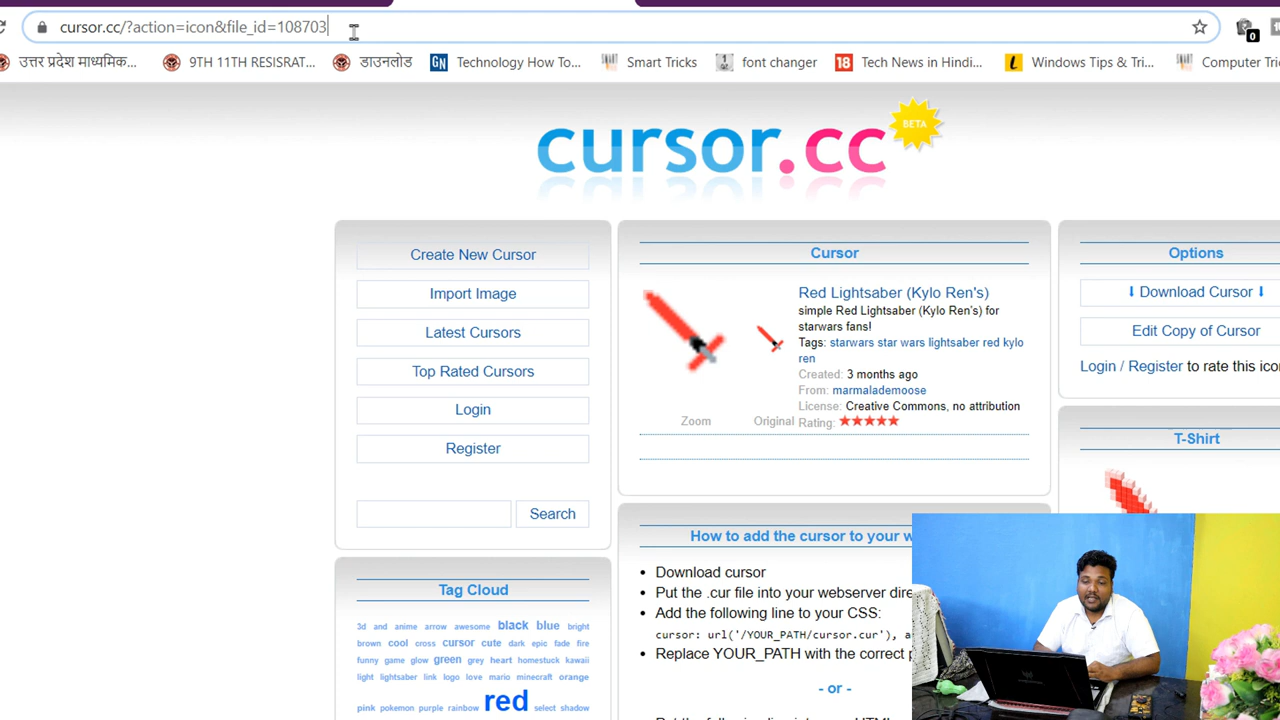 cursor.cc/?action=icon&file_id=108703
0
उत्तर प्रदेश माध्यमिक...
9TH 11TH RESISRAT...
डाउनलोड
GN Technology How To...
Smart Tricks
font changer
18 Tech News in Hindi...
L Windows Tips & Tri...
Computer Tri
cursor.cc
BETA
Create New Cursor
Import Image
Latest Cursors
Top Rated Cursors
Login
Register
Search
Tag Cloud
3d and anime arrow awesome black blue bright
brown cool cross cursor cute dark epic fade fire
funny game glow green grey heart homestuck kawaii
light lightsaber link logo love mario minecraft orange
pink pokemon purple rainbow red select shadow
Cursor
Red Lightsaber (Kylo Ren's)
simple Red Lightsaber (Kylo Ren's) for
starwars fans!
Tags: starwars star wars lightsaber red kylo
ren
Created: 3 months ago
From: marmalademoose
License: Creative Commons, no attribution
Zoom
Original
Rating:
How to add the cursor to your w
Download cursor
Put the .cur file into your webserver dire
Add the following line to your CSS:
cursor: url('/YOUR_PATH/cursor.cur'), a
Replace YOUR_PATH with the correct p
- or -
Options
Download Cursor
Edit Copy of Cursor
Login / Register to rate this icon
T-Shirt